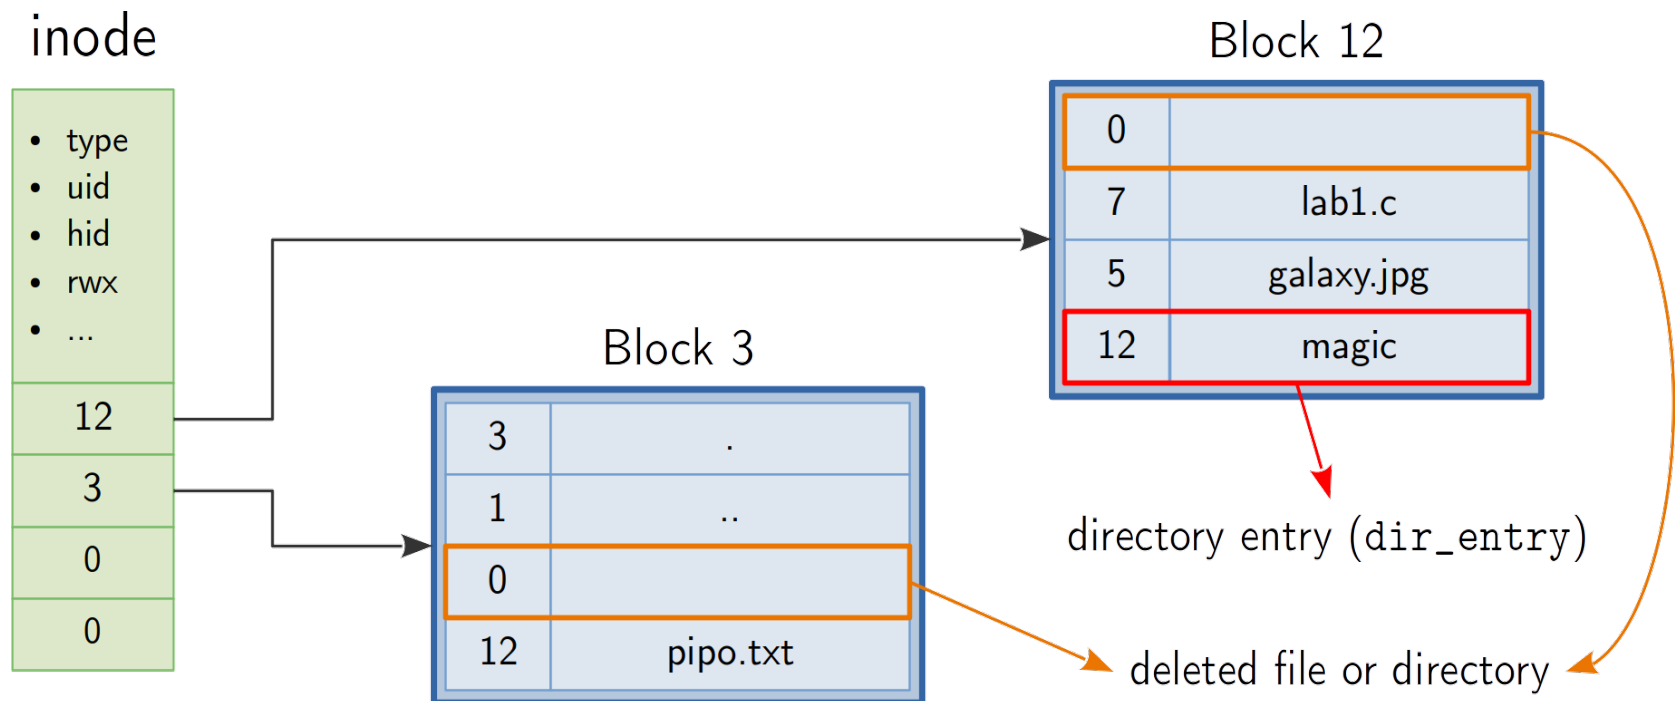 inode
• type
• uid
• hid
• rwx
• ...
12
3
0
0
Block 3
3 .
1 ..
0
12 pipo.txt
Block 12
0
7 lab1.c
5 galaxy.jpg
12 magic
directory entry (dir_entry)
deleted file or directory